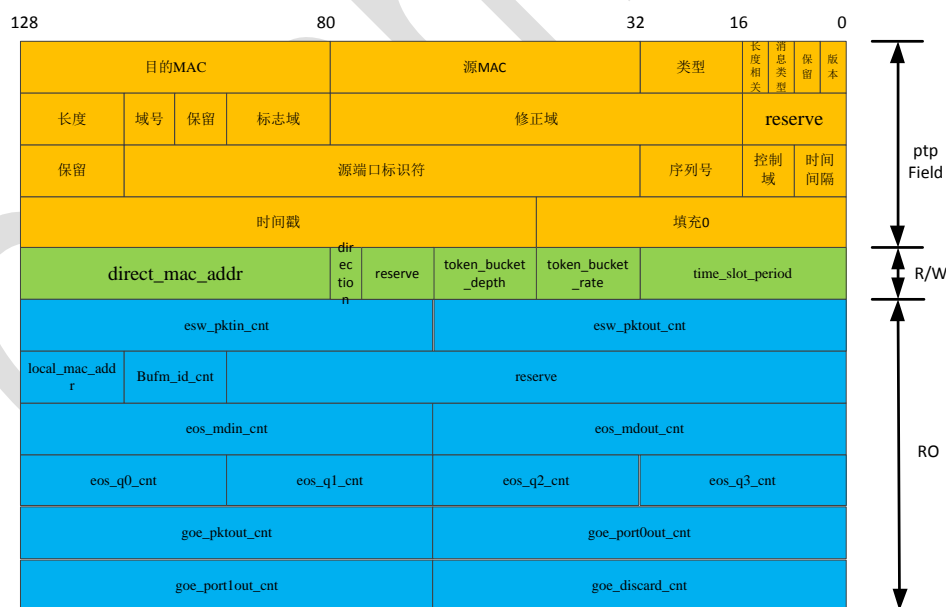 128 80 32 16 0
目的MAC 源MAC 类型 长度相关 消息类型 保留 版本
长度 域号 保留 标志域 修正域 reserve
保留 源端口标识符 序列号 控制域 时间间隔
ptp
Field
时间戳 填充0
direct_mac_addr direction reserve token_bucket_depth token_bucket_rate time_slot_period R/W
esw_pktin_cnt esw_pktout_cnt
local_mac_addr Bufm_id_cnt reserve
eos_mdin_cnt eos_mdout_cnt
RO
eos_q0_cnt eos_q1_cnt eos_q2_cnt eos_q3_cnt
goe_pktout_cnt goe_port0out_cnt
goe_port1out_cnt goe_discard_cnt